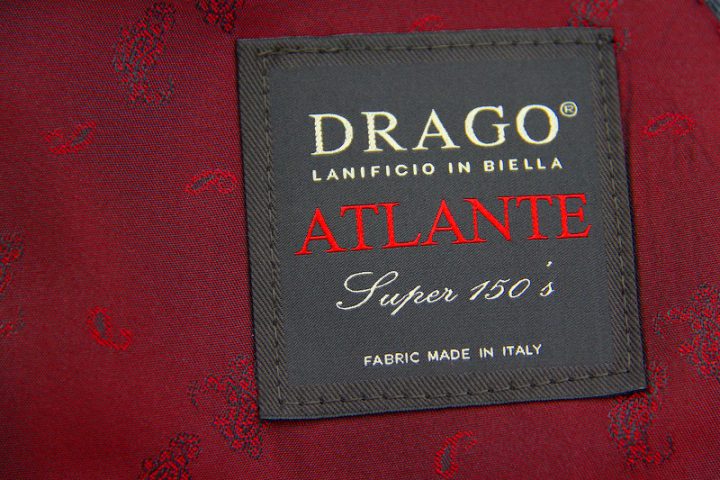 DRAGO®
LANIFICIO IN BIELLA
ATLANTE
Super 150's
FABRIC MADE IN ITALY